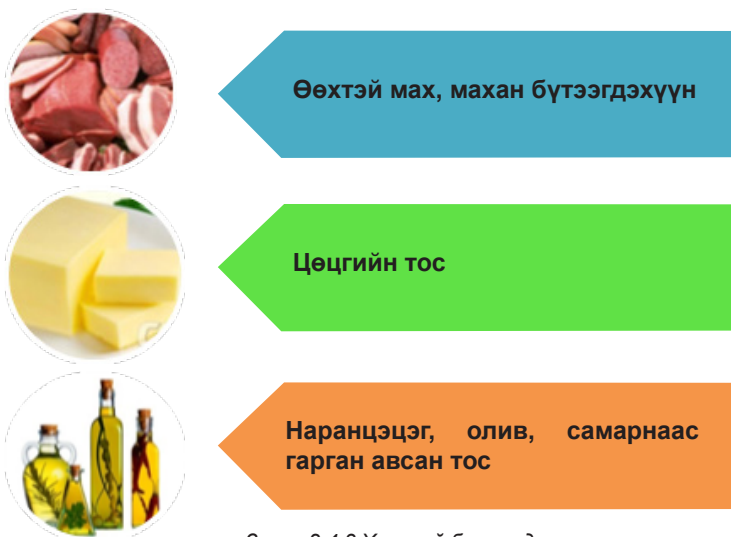 Өөхтэй мах, махан бүтээгдэхүүн
Цөцгийн тос
Наранцэцэг, олив, самарнаас
гарган авсан тос